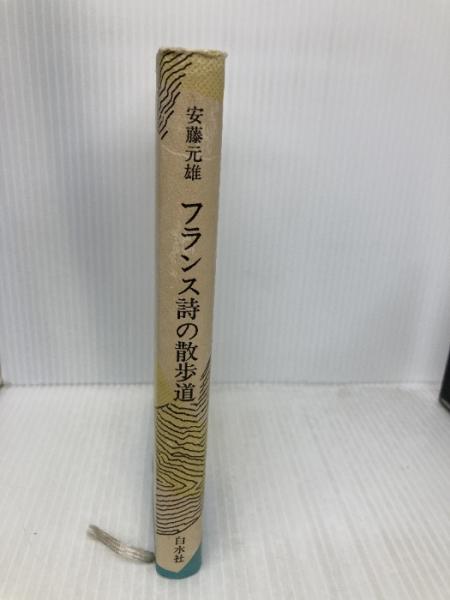 安藤元雄
フランス詩の散歩道
白水社